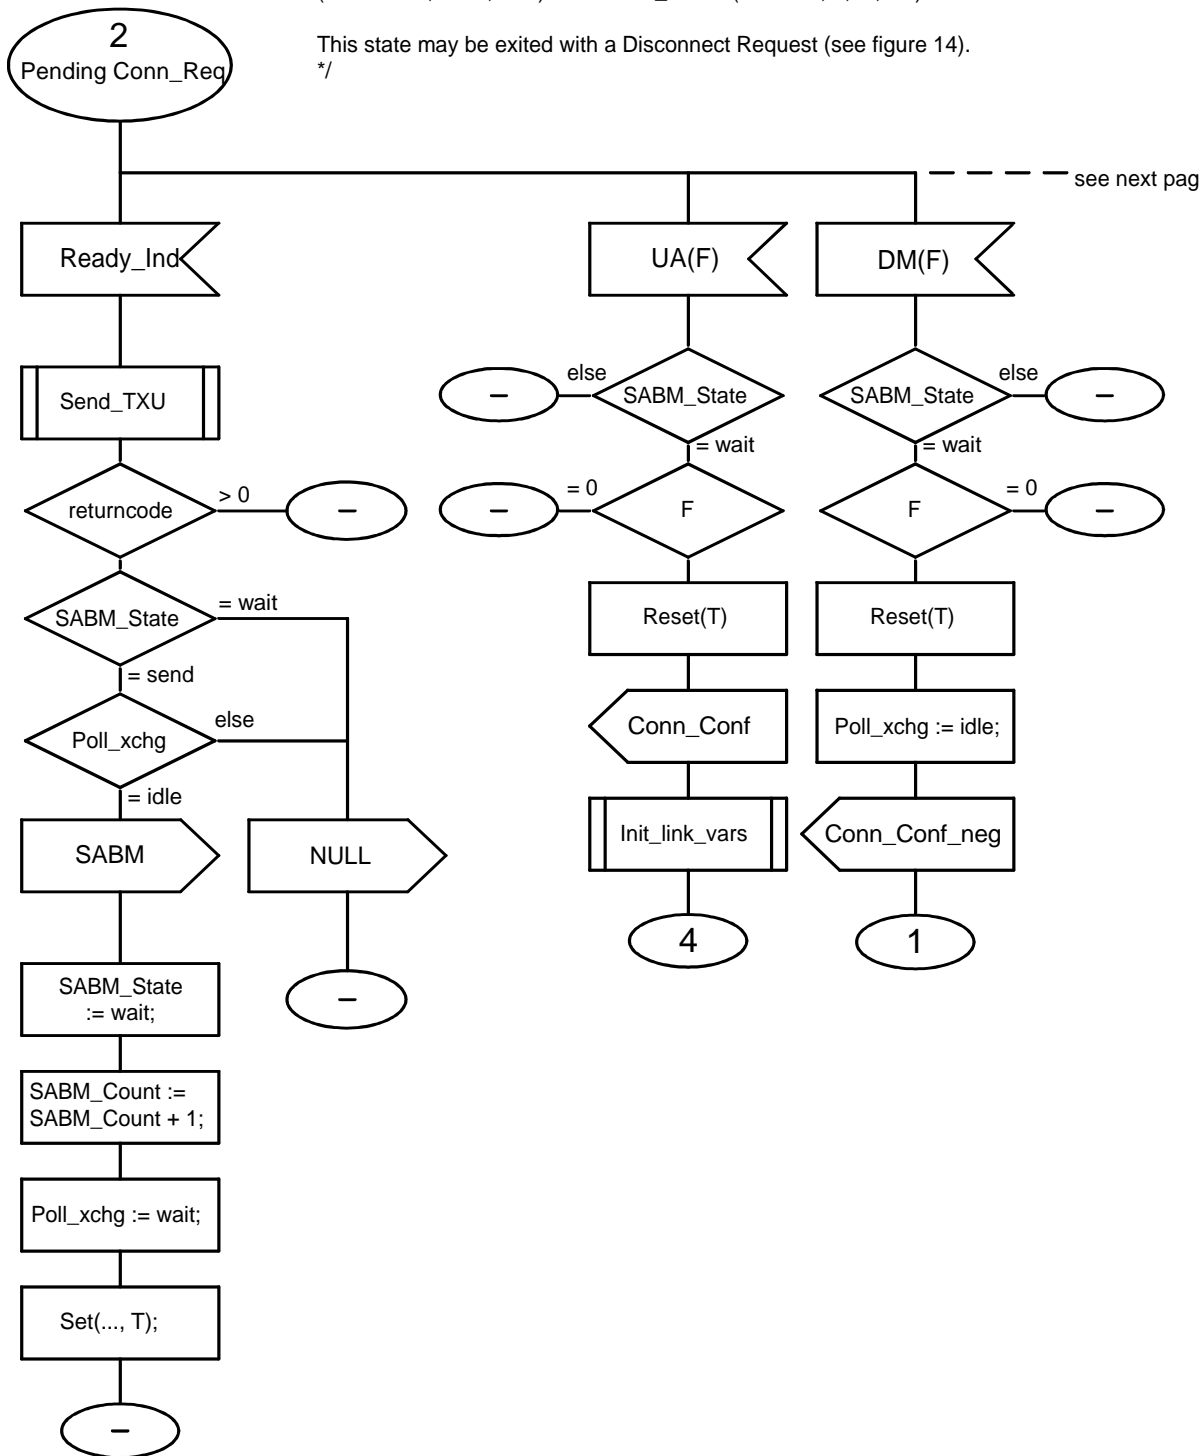 This state may be exited with a Disconnect Request (see figure 14).
*/
2
Pending Conn_Req
see next pag
Ready_Ind
UA(F)
DM(F)
Send_TXU
else
SABM_State
–
= wait
SABM_State
else
–
= wait
returncode
> 0
–
= 0
–
F
F
= 0
–
SABM_State
= wait
= send
Reset(T)
Reset(T)
Poll_xchg
else
= idle
Conn_Conf
Poll_xchg := idle;
SABM
NULL
Init_link_vars
Conn_Conf_neg
4
1
SABM_State
:= wait;
–
SABM_Count :=
SABM_Count + 1;
Poll_xchg := wait;
Set(..., T);
–